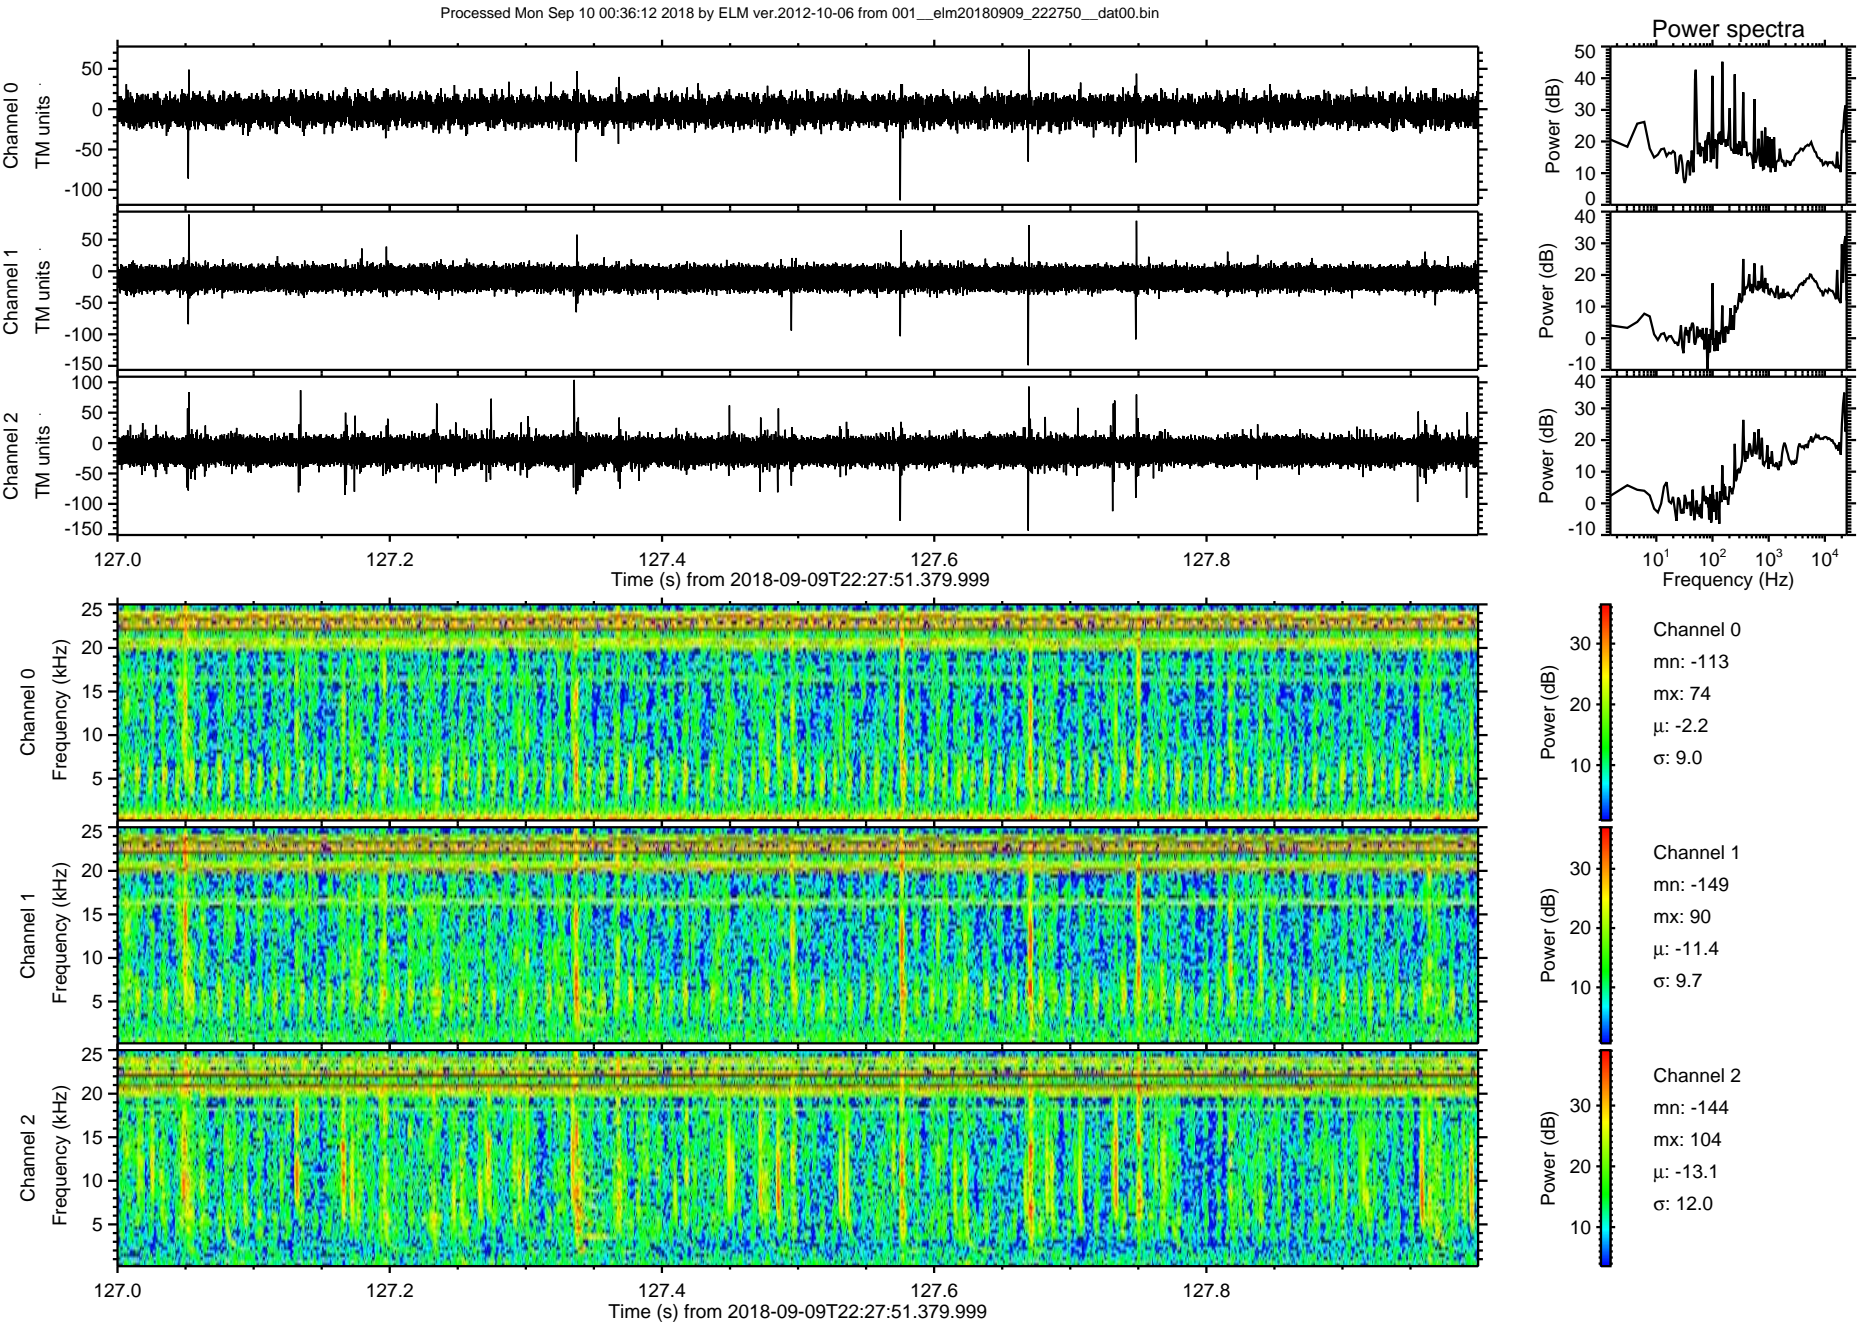 Processed Mon Sep 10 00:36:12 2018 by ELM ver.2012-10-06 from 001__elm20180909_222750__dat00.bin
Power spectra
Channel 0
TM units
50
0
-50
-100
Power (dB)
50
40
30
20
10
0
Channel 1
TM units
50
0
-50
-100
-150
Power (dB)
40
30
20
10
0
-10
Channel 2
TM units
100
50
0
-50
-100
-150
Power (dB)
40
30
20
10
0
-10
127.0 127.2 127.4 127.6 127.8
Time (s) from 2018-09-09T22:27:51.379.999
10^1 10^2 10^3 10^4
Frequency (Hz)
Channel 0
Frequency (kHz)
25
20
15
10
5
Power (dB)
30
20
10
Channel 0
mn: -113
mx: 74
μ: -2.2
σ: 9.0
Channel 1
Frequency (kHz)
25
20
15
10
5
Power (dB)
30
20
10
Channel 1
mn: -149
mx: 90
μ: -11.4
σ: 9.7
Channel 2
Frequency (kHz)
25
20
15
10
5
Power (dB)
30
20
10
Channel 2
mn: -144
mx: 104
μ: -13.1
σ: 12.0
127.0 127.2 127.4 127.6 127.8
Time (s) from 2018-09-09T22:27:51.379.999